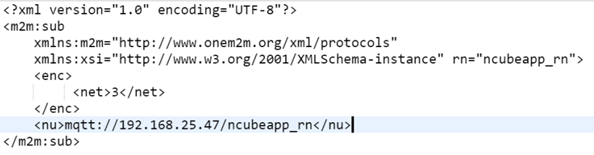 <?xml version="1.0" encoding="UTF-8"?>
<m2m:sub
xmlns:m2m="http://www.onem2m.org/xml/protocols"
xmlns:xsi="http://www.w3.org/2001/XMLSchema-instance" rn="ncubeapp_rn">
<enc>
<net>3</net>
</enc>
<nu>mqtt://192.168.25.47/ncubeapp_rn</nu>
</m2m:sub>